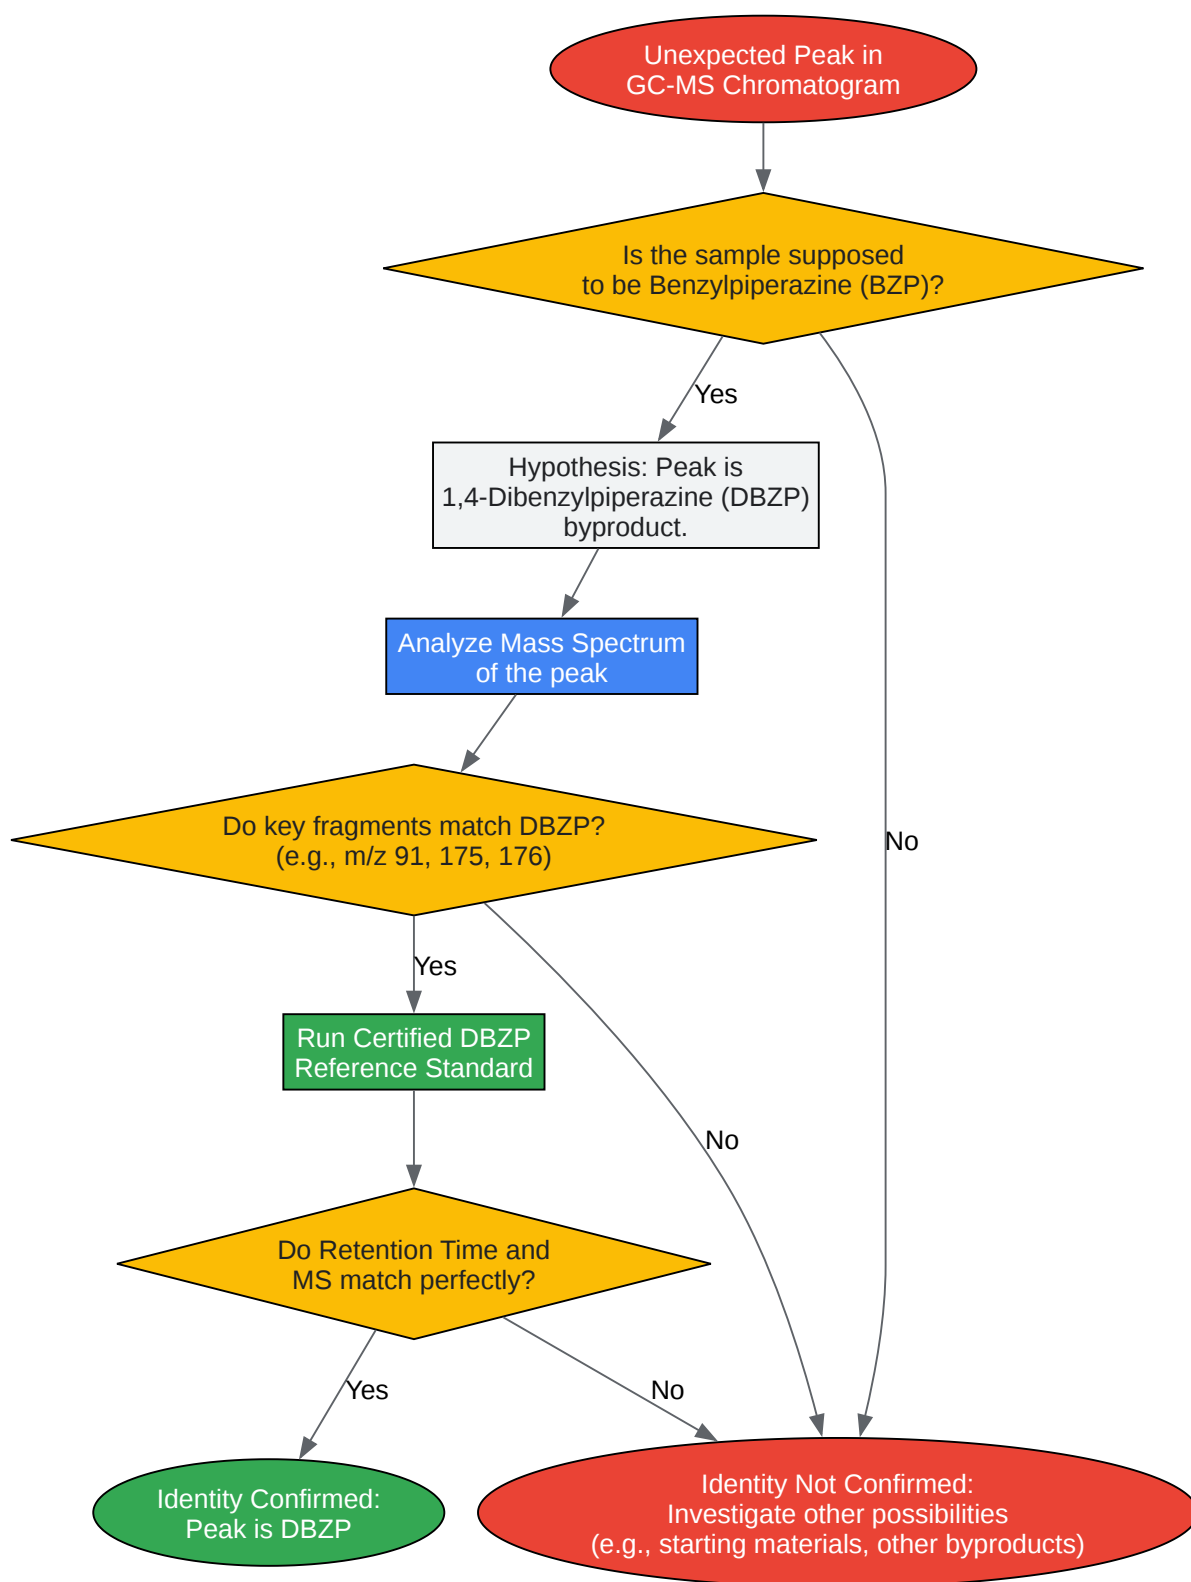 Unexpected Peak in
GC-MS Chromatogram
Is the sample supposed
to be Benzylpiperazine (BZP)?
Yes
Hypothesis: Peak is
1,4-Dibenzylpiperazine (DBZP)
byproduct.
Analyze Mass Spectrum
of the peak
Do key fragments match DBZP?
(e.g., m/z 91, 175, 176)
No
Yes
Run Certified DBZP
Reference Standard
No
Do Retention Time and
MS match perfectly?
Yes
No
Identity Confirmed:
Peak is DBZP
Identity Not Confirmed:
Investigate other possibilities
(e.g., starting materials, other byproducts)